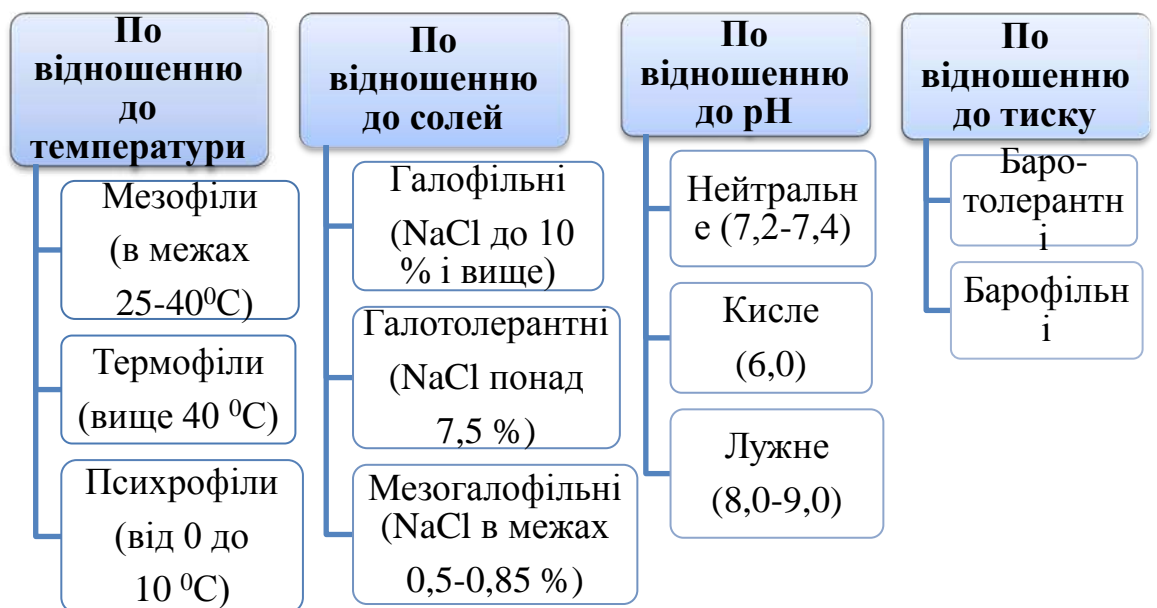 По
відношенню
до
температури
Мезофіли
(в межах
25-40⁰С)
Термофіли
(вище 40 ⁰С)
Психрофіли
(від 0 до
10 ⁰С)
По
відношенню
до солей
Галофільні
(NaCl до 10
% і вище)
Галотолерантні
(NaCl понад
7,5 %)
Мезогалофільні
(NaCl в межах
0,5-0,85 %)
По
відношенню
до рН
Нейтральн
е (7,2-7,4)
Кисле
(6,0)
Лужне
(8,0-9,0)
По
відношенню
до тиску
Баро-
толерантн
і
Барофільн
і